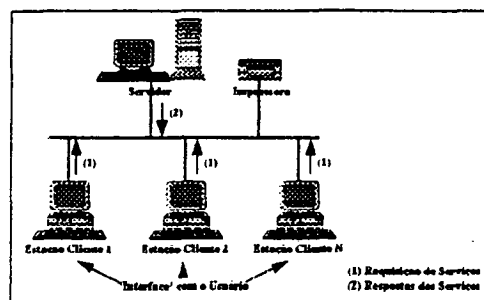 Servidor
Impressora
(2)
(1) (1) (1)
Estação Cliente 1 Estação Cliente 2 Estação Cliente N
'Interface' com o Usuário
(1) Requisição de Serviços
(2) Respostas dos Serviços